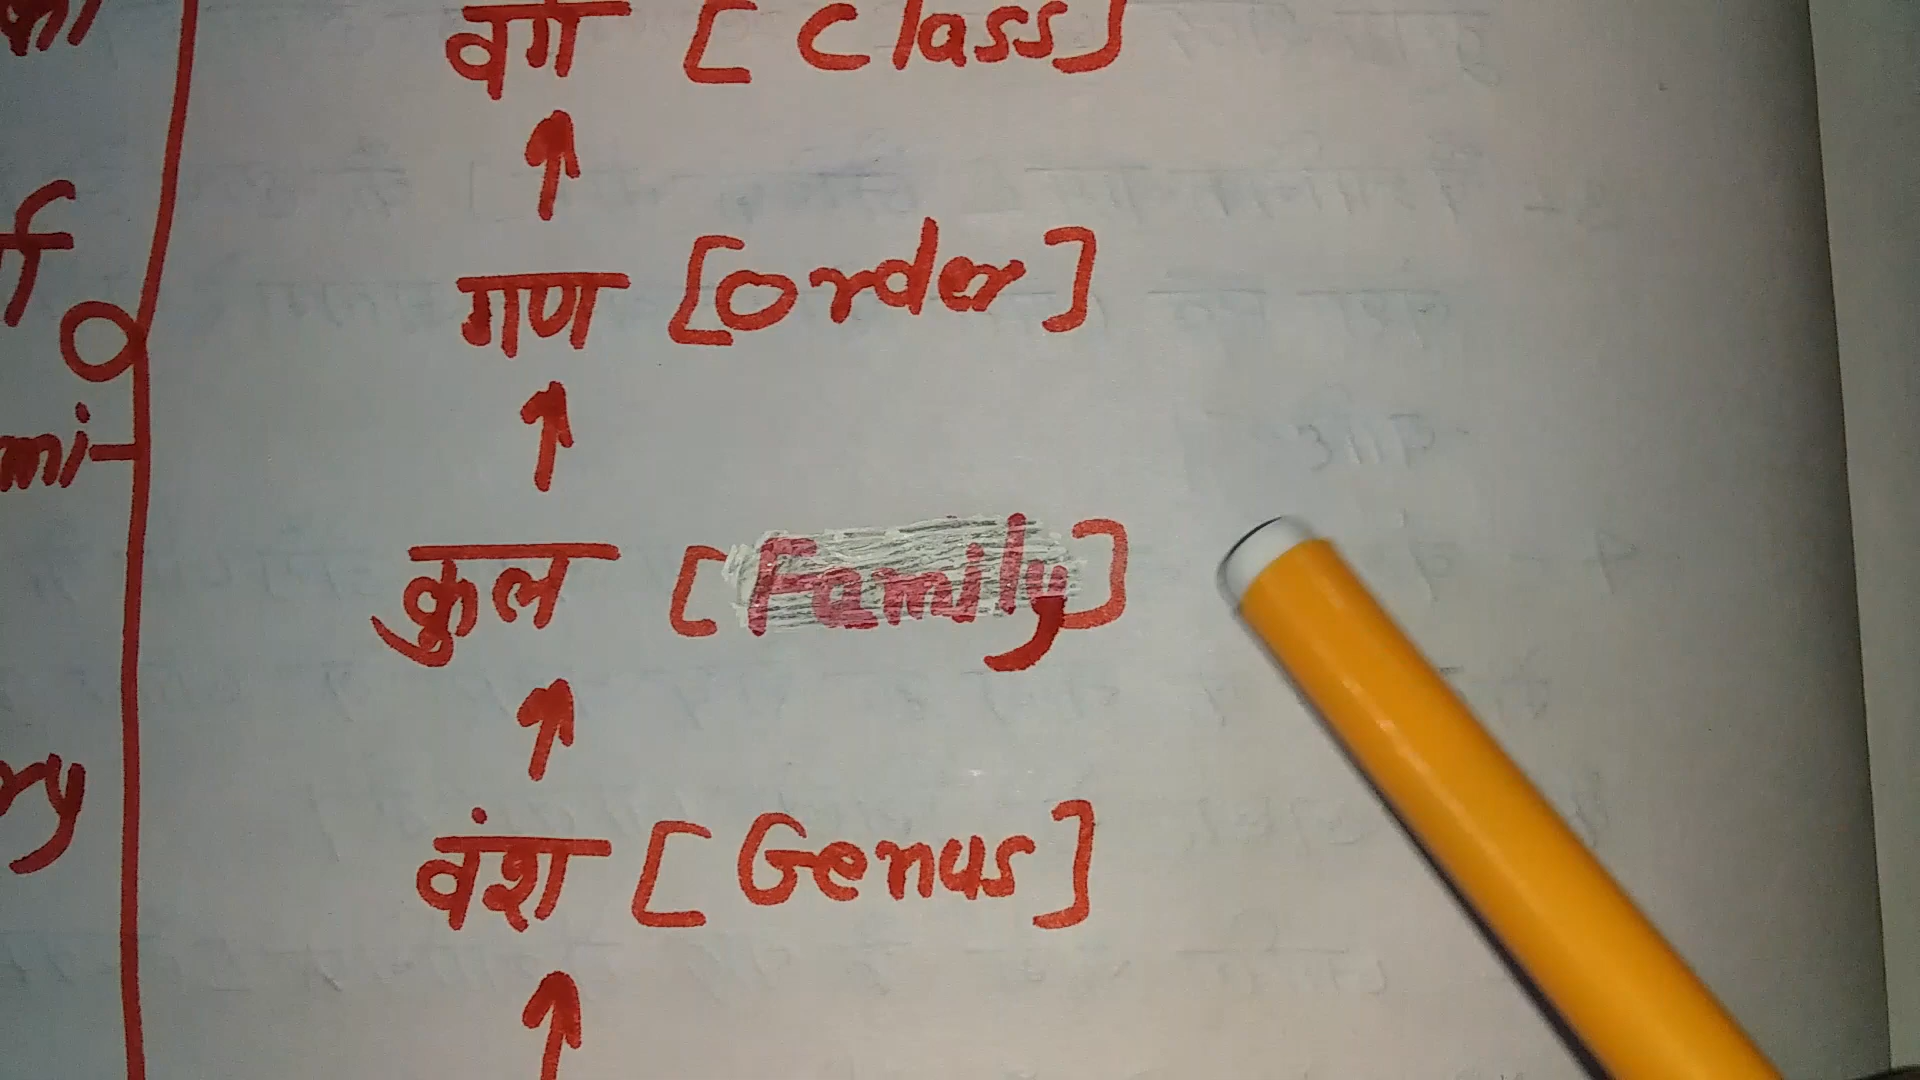 वर्ग [Class]
↑
गण [order]
↑
कुल [Family]
↑
वंश [Genus]
↑